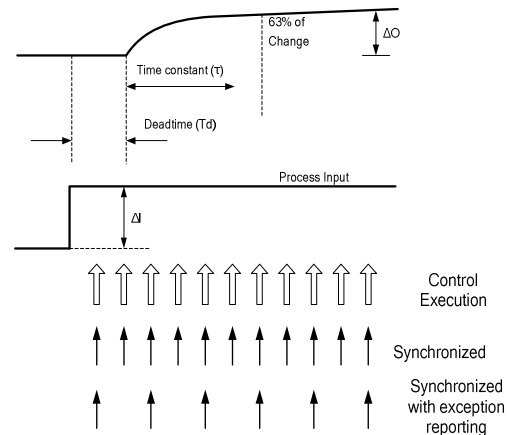 63% of
Change
ΔO
Time constant (τ)
Deadtime (Td)
Process Input
ΔI
Control
Execution
Synchronized
Synchronized
with exception
reporting